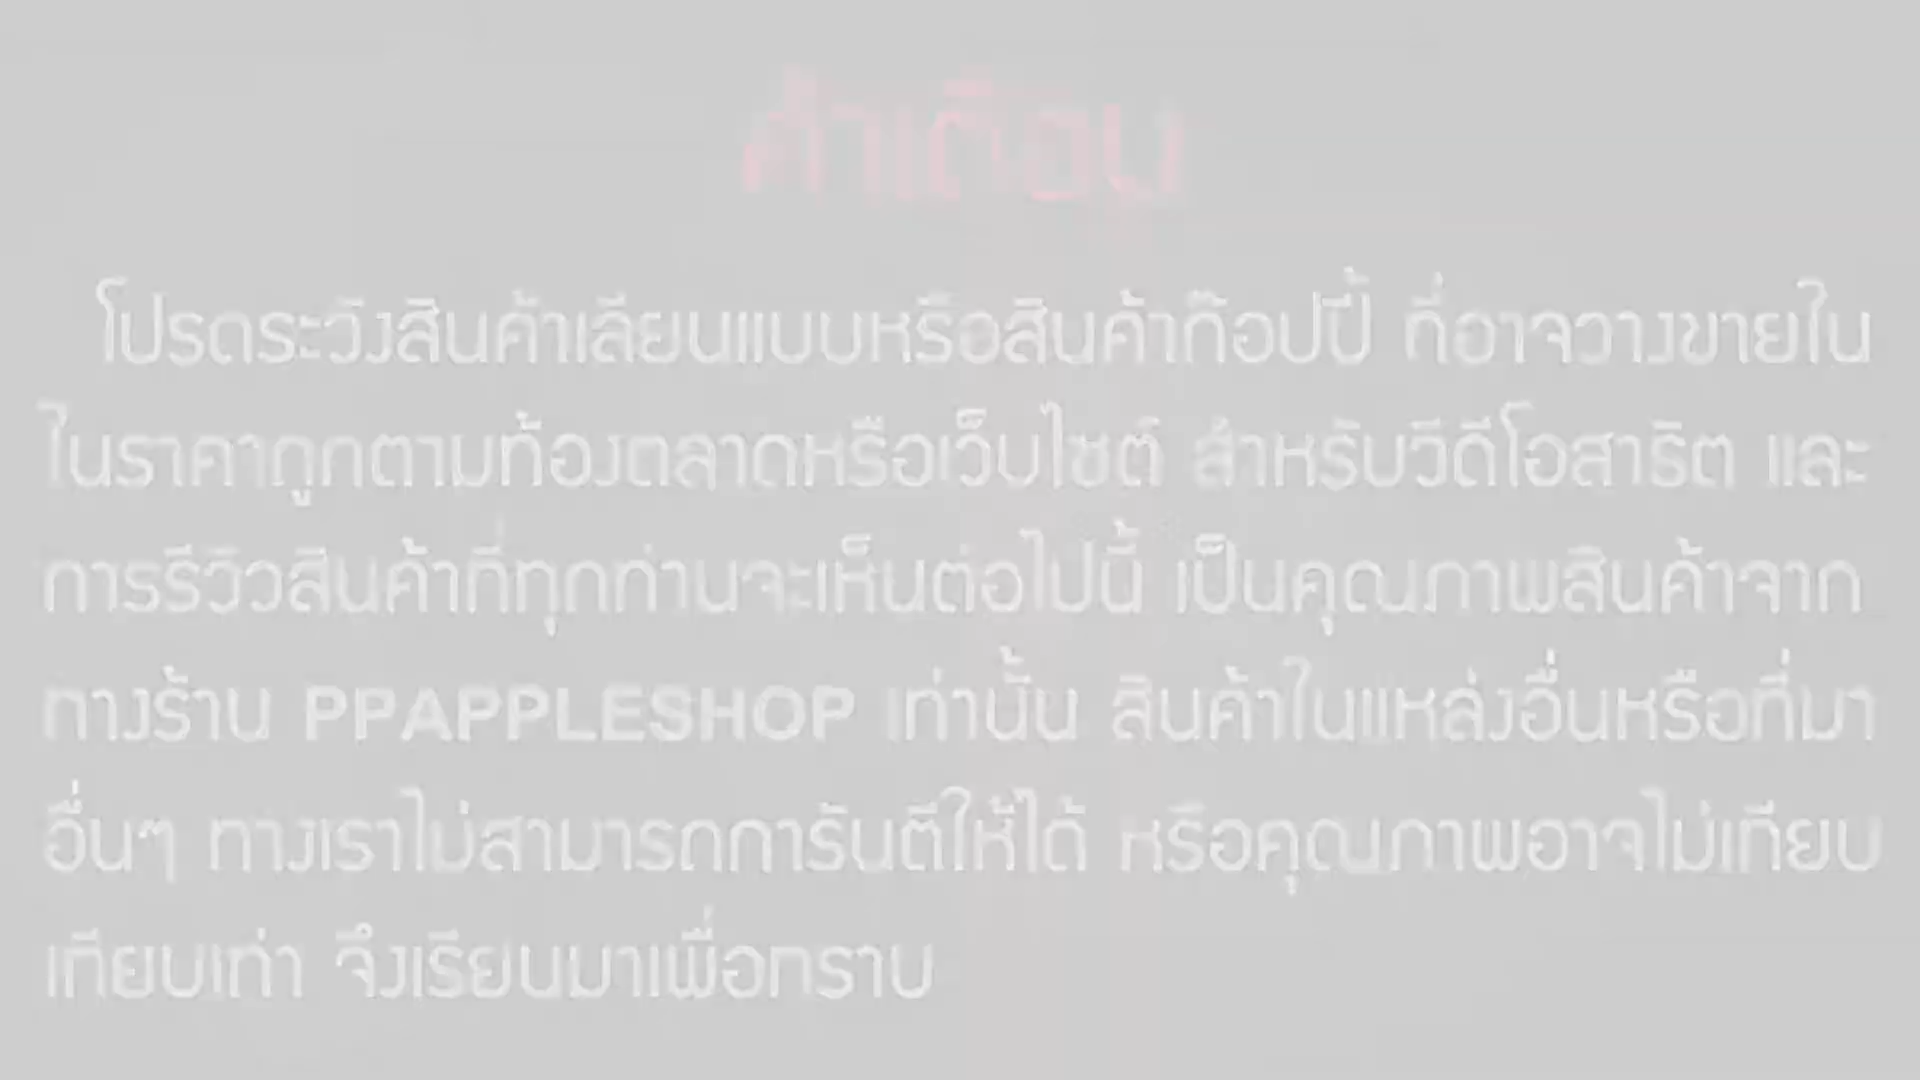 คำเตือน
โปรดระวังสินค้าเลียนแบบหรือสินค้าก๊อปปี้ ที่อาจวางขายใน
ในราคาถูกตามท้องตลาดหรือเว็บไซต์ สำหรับวีดีโอสาธิต และ
การรีวิวสินค้าที่ทุกท่านจะเห็นต่อไปนี้ เป็นคุณภาพสินค้าจาก
ทางร้าน PPAPPLESHOP เท่านั้น สินค้าในแหล่งอื่นหรือที่มา
อื่นๆ ทางเราไม่สามารถการันตีให้ได้ หรือคุณภาพอาจไม่เทียบ
เทียบเท่า จึงเรียนมาเพื่อทราบ